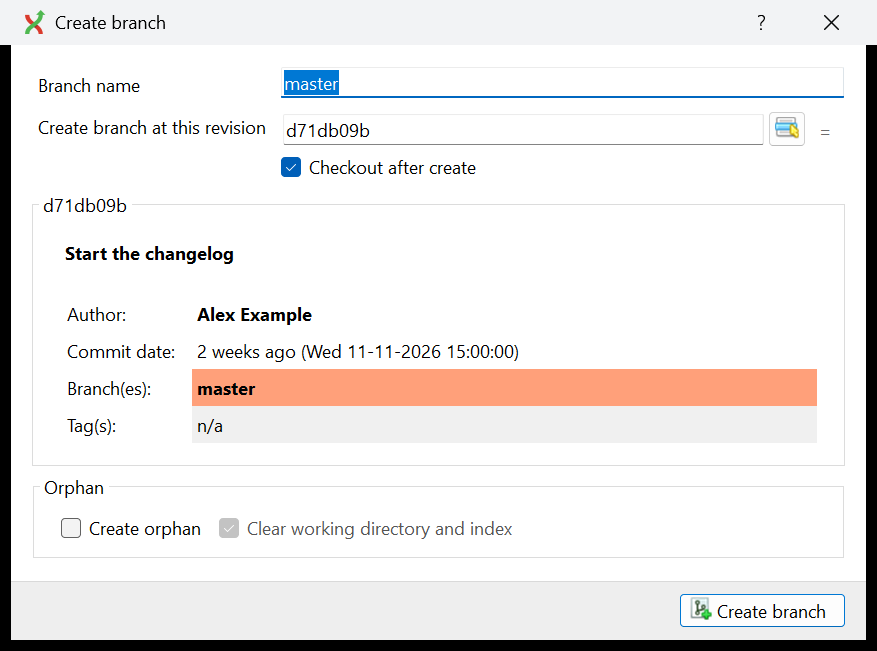 Create branch ?
Branch name master
Create branch at this revision d71db09b =
Checkout after create
d71db09b
Start the changelog
Author: Alex Example
Commit date: 2 weeks ago (Wed 11-11-2026 15:00:00)
Branch(es): master
Tag(s): n/a
Orphan
Create orphan Clear working directory and index
Create branch